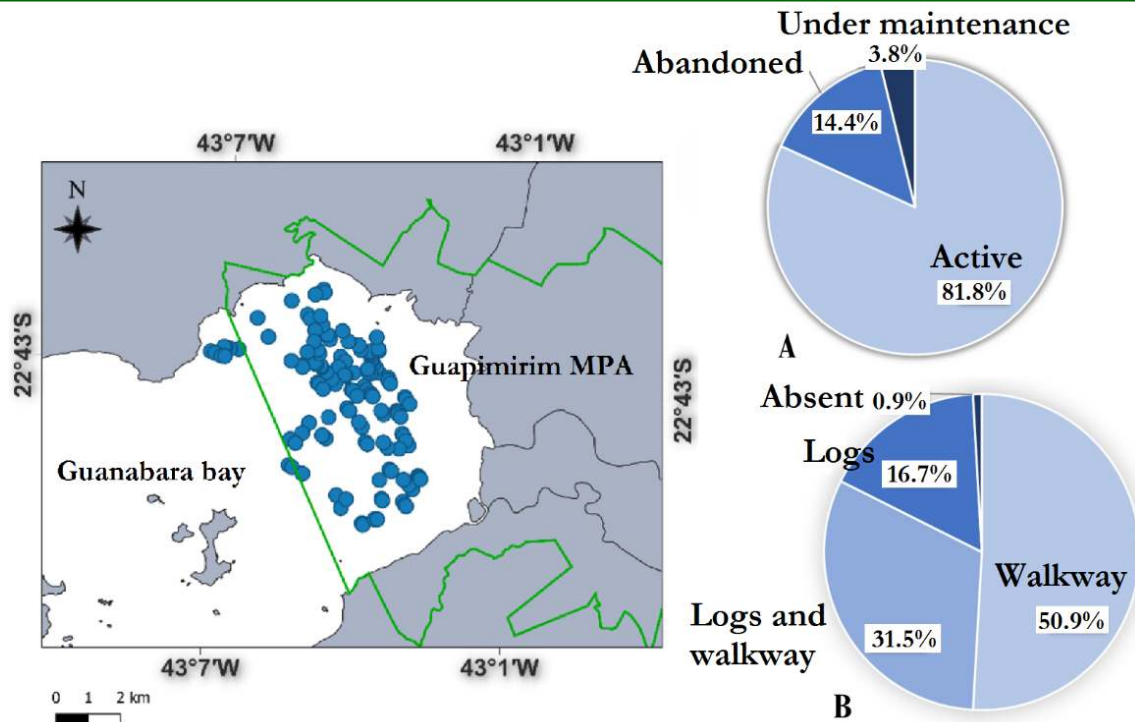 43°7'W
43°1'W
N
22°43'S
22°43'S
Guapimirim MPA
Guanabara bay
43°7'W
43°1'W
0 1 2 km
Under maintenance
3.8%
Abandoned
14.4%
Active
81.8%
A
Absent 0.9%
Logs
16.7%
Walkway
50.9%
Logs and
walkway
31.5%
B